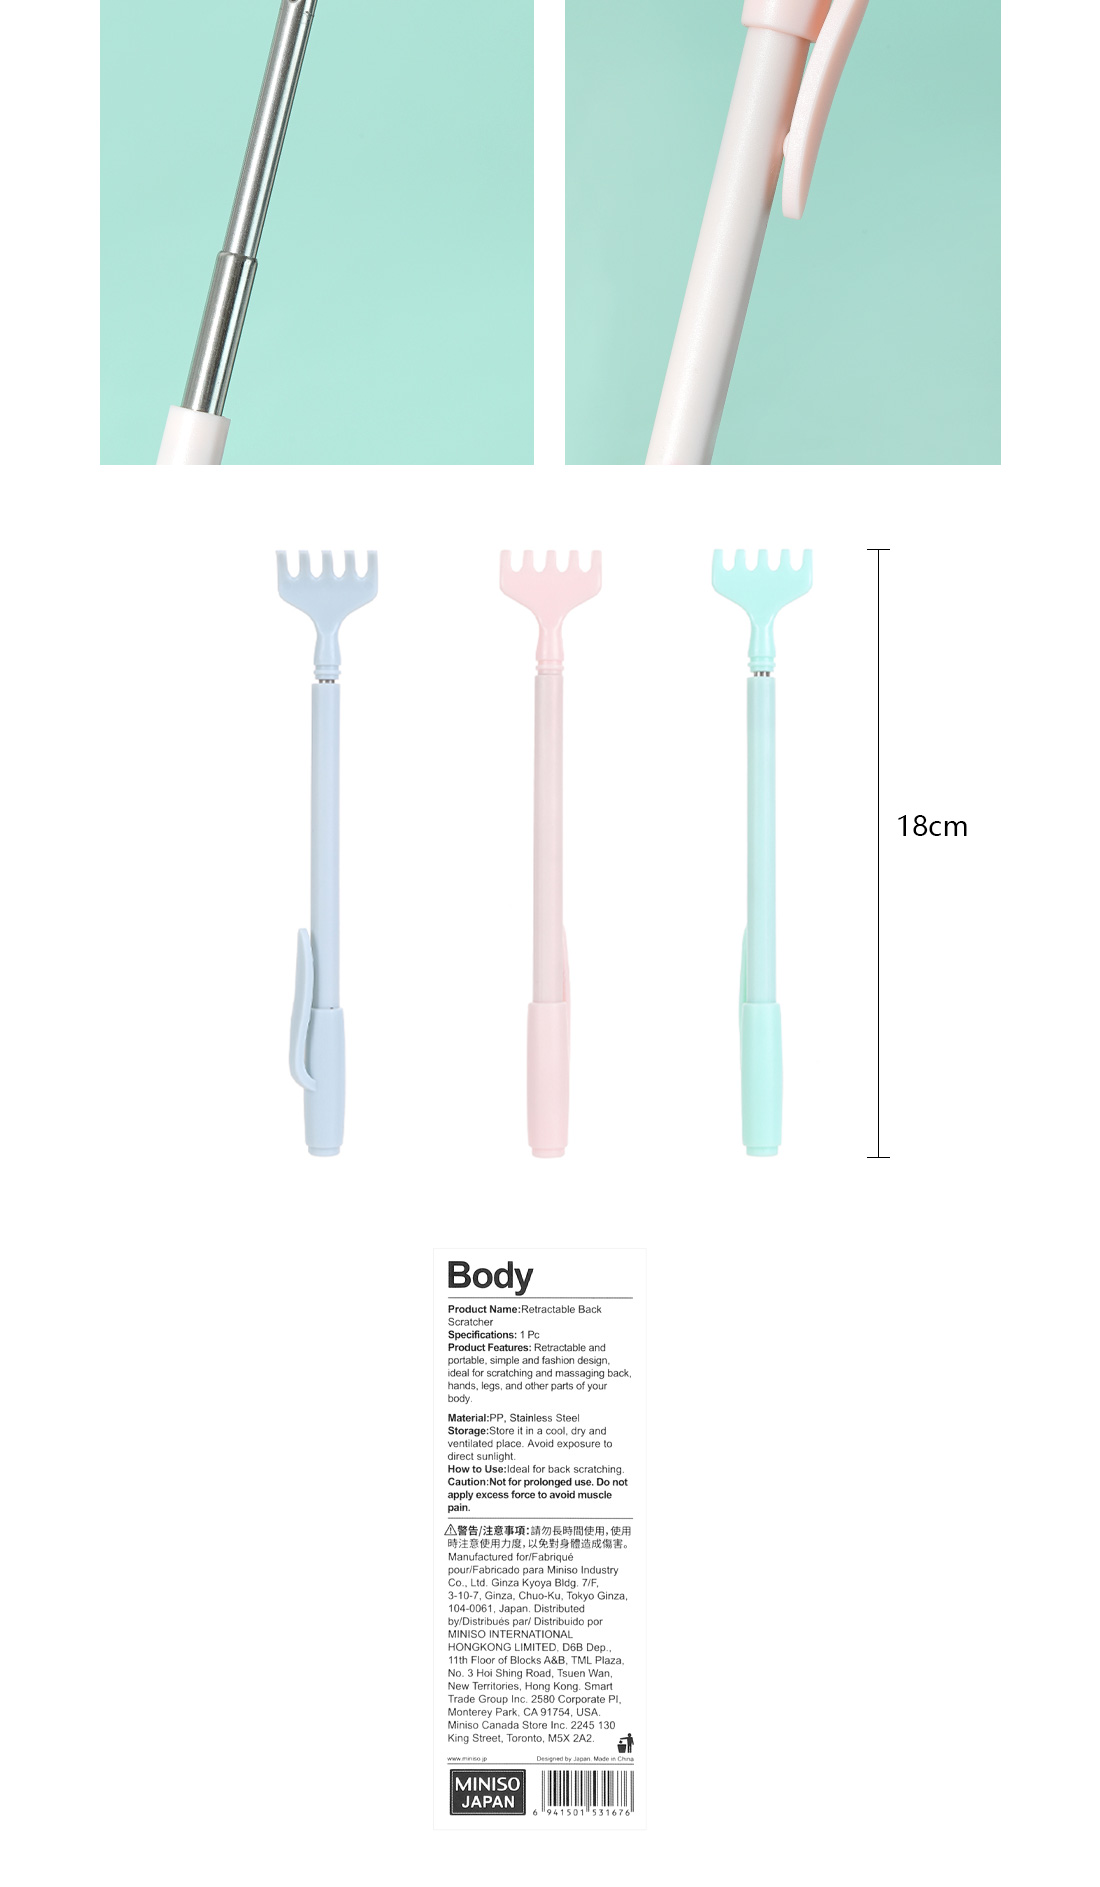 18cm
Body
Product Name:Retractable Back
Scratcher
Specifications: 1 Pc
Product Features: Retractable and
portable, simple and fashion design,
ideal for scratching and massaging back,
hands, legs, and other parts of your
body.
Material:PP, Stainless Steel
Storage:Store it in a cool, dry and
ventilated place. Avoid exposure to
direct sunlight.
How to Use:Ideal for back scratching.
Caution:Not for prolonged use. Do not
apply excess force to avoid muscle
pain.
⚠警告/注意事項:請勿長時間使用,使用
時注意使用力度,以免對身體造成傷害。
Manufactured for/Fabriqué
pour/Fabricado para Miniso Industry
Co., Ltd. Ginza Kyoya Bldg. 7/F,
3-10-7, Ginza, Chuo-Ku, Tokyo Ginza,
104-0061, Japan. Distributed
by/Distribués par/ Distribuido por
MINISO INTERNATIONAL
HONGKONG LIMITED. D6B Dep.,
11th Floor of Blocks A&B, TML Plaza,
No. 3 Hoi Shing Road, Tsuen Wan,
New Territories, Hong Kong. Smart
Trade Group Inc. 2580 Corporate Pl,
Monterey Park, CA 91754, USA.
Miniso Canada Store Inc. 2245 130
King Street, Toronto, M5X 2A2.
www.miniso.jp Designed by Japan. Made in China
MINISO
JAPAN
6 941501 531676